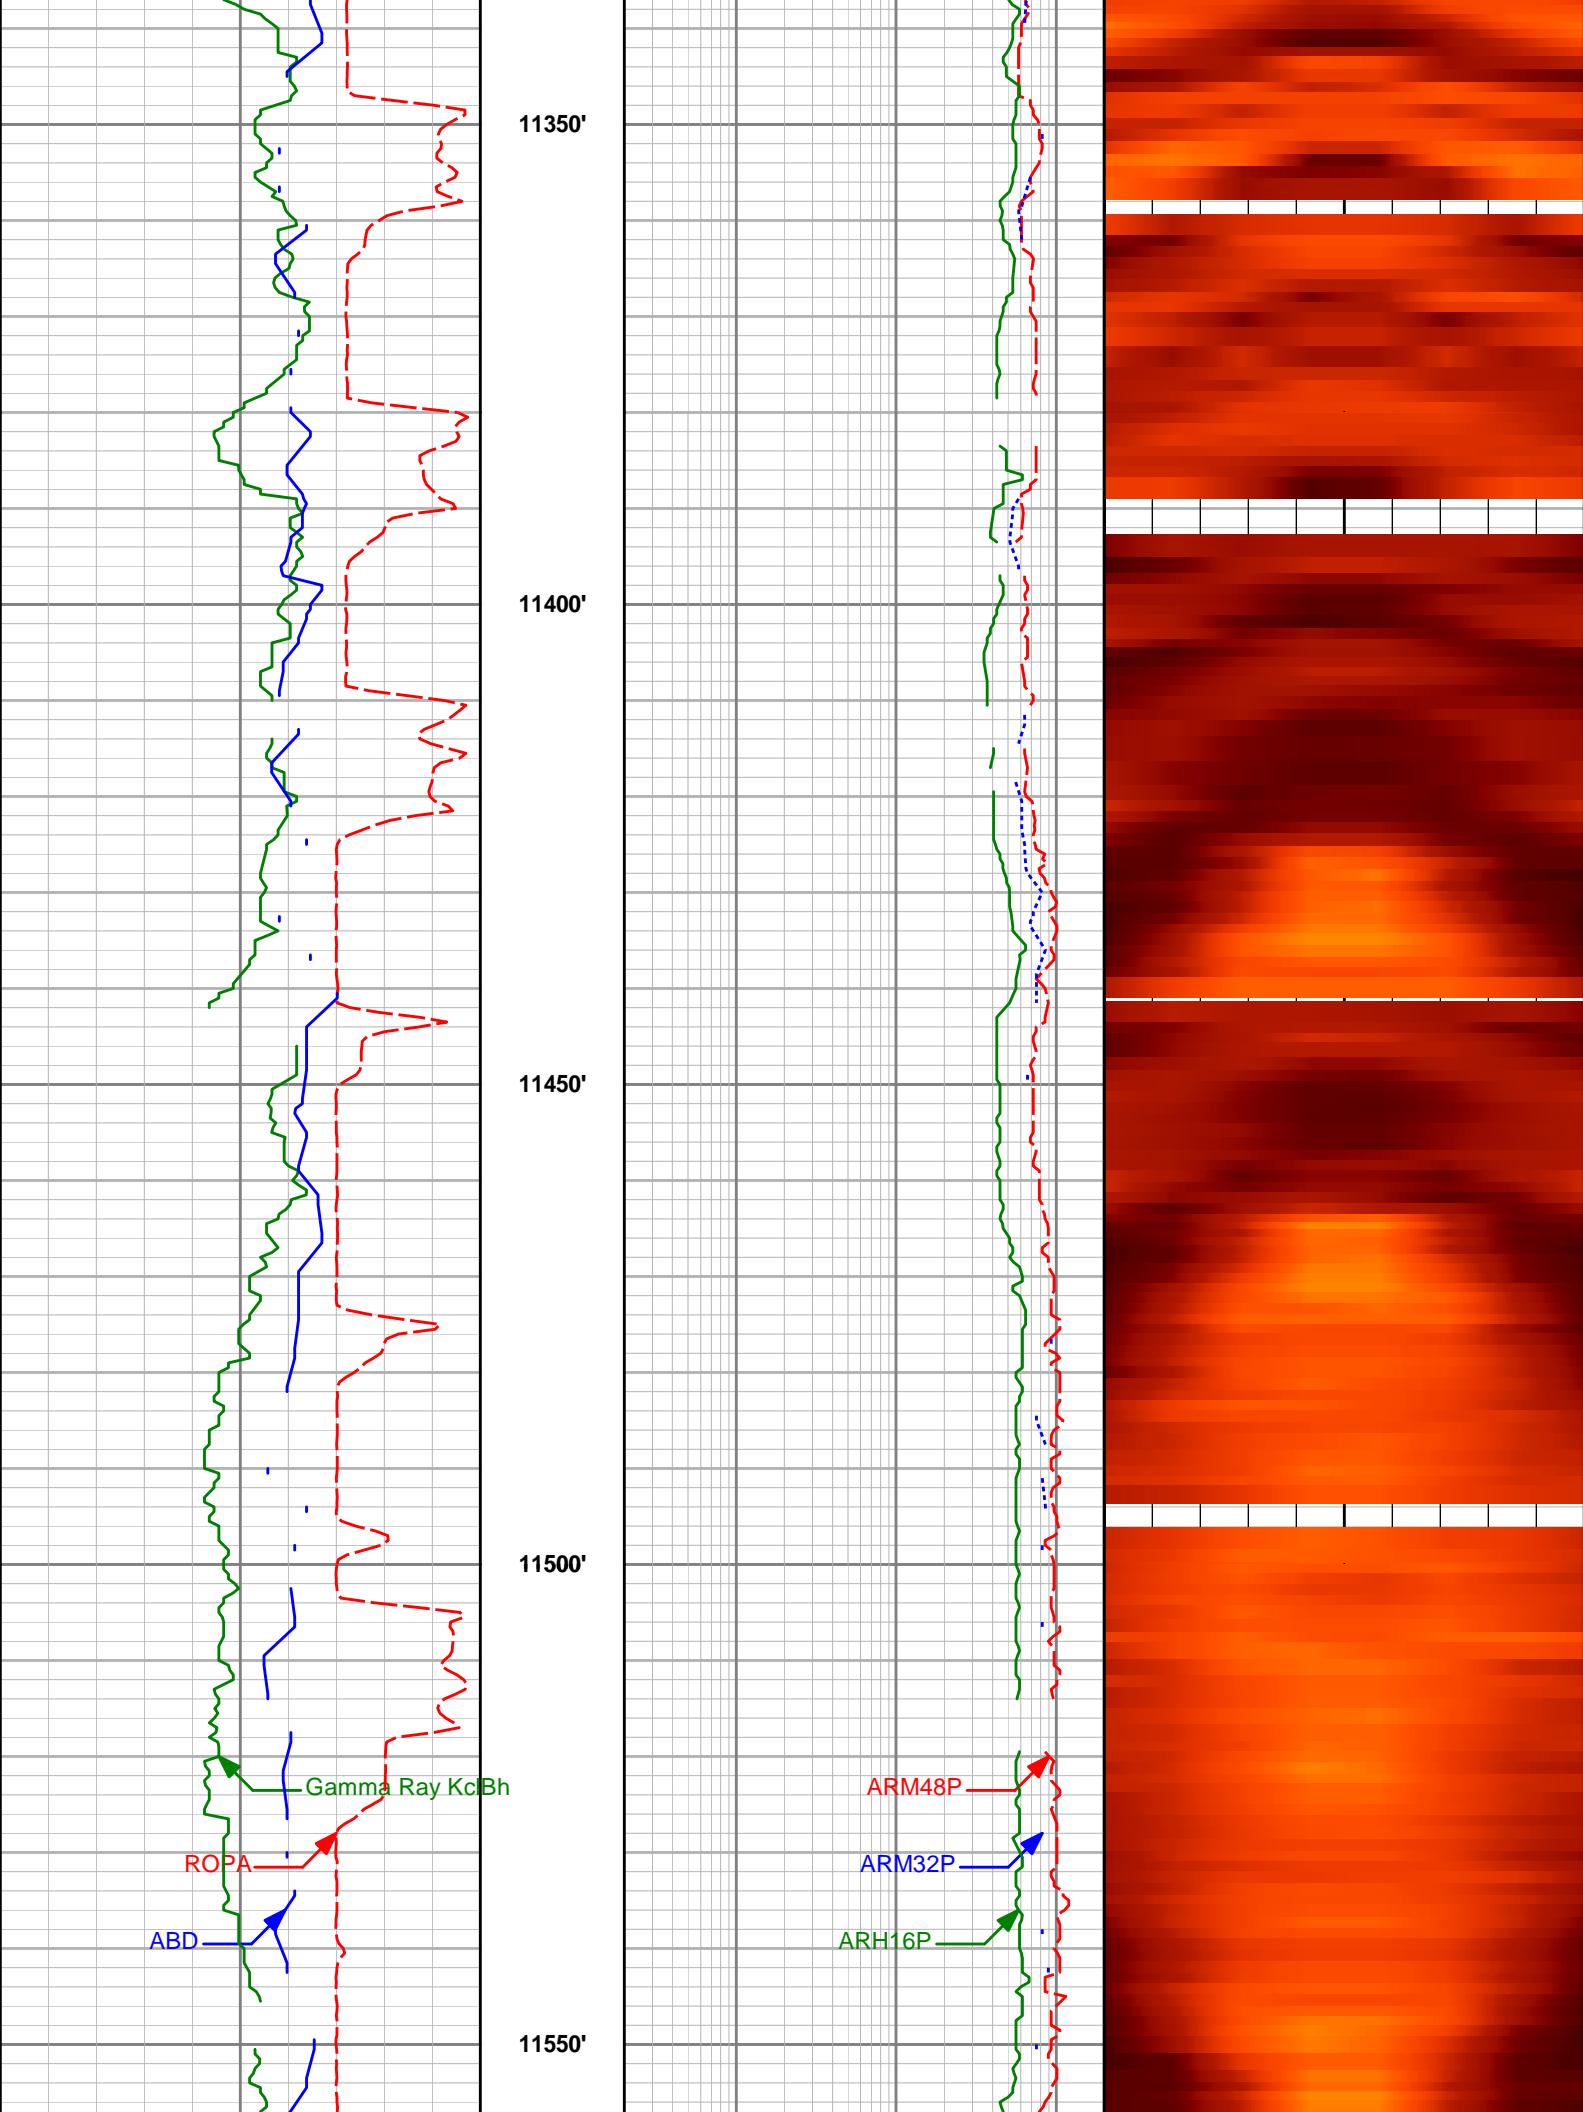 11350'
11400'
11450'
11500'
Gamma Ray KclBh
ARM48P
ROPA
ARM32P
ABD
ARH16P
11550'